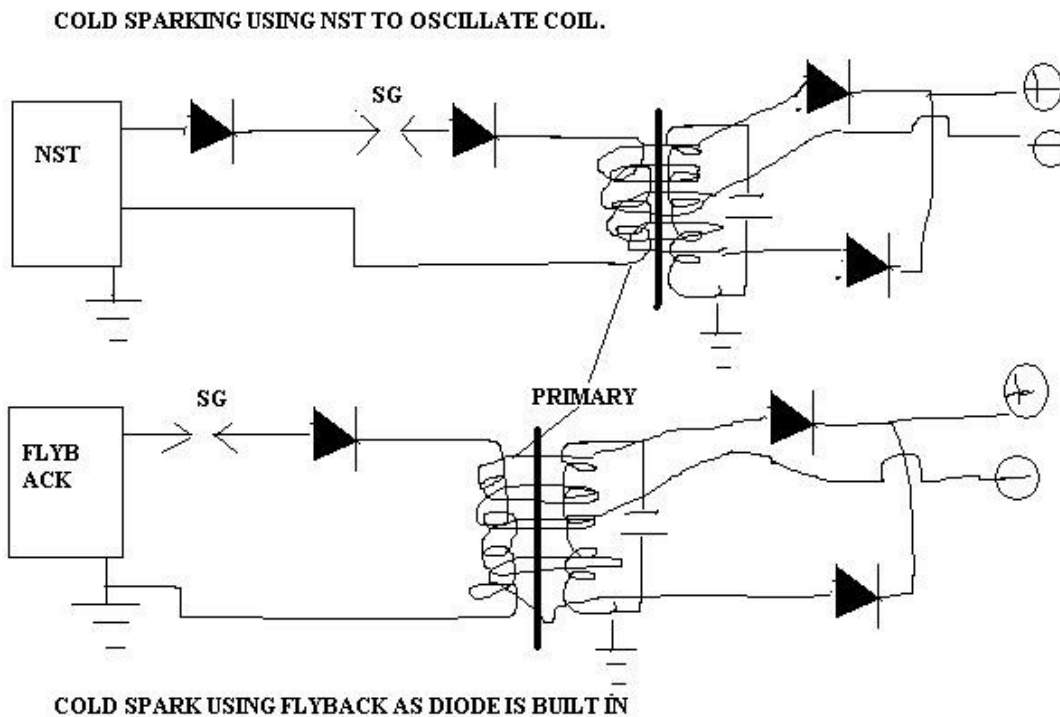 COLD SPARKING USING NST TO OSCILLATE COIL.
SG
NST
SG
PRIMARY
FLYB
ACK
COLD SPARK USING FLYBACK AS DIODE IS BUILT IN